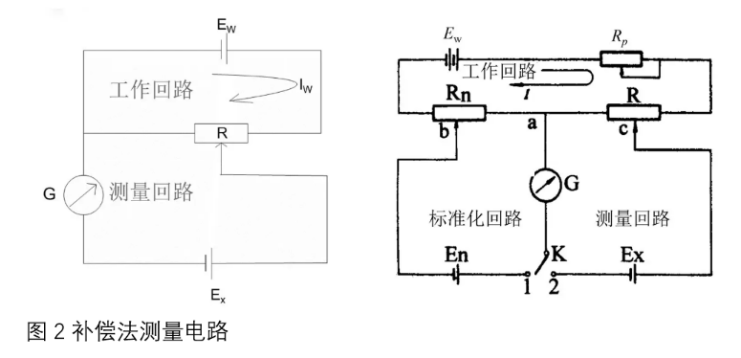 E_w
工作回路
I_w
R
G
测量回路
E_x
E_w
R_p
工作回路
I
Rn
R
b
a
c
G
标准化回路
测量回路
En
K
Ex
1
2
图 2 补偿法测量电路